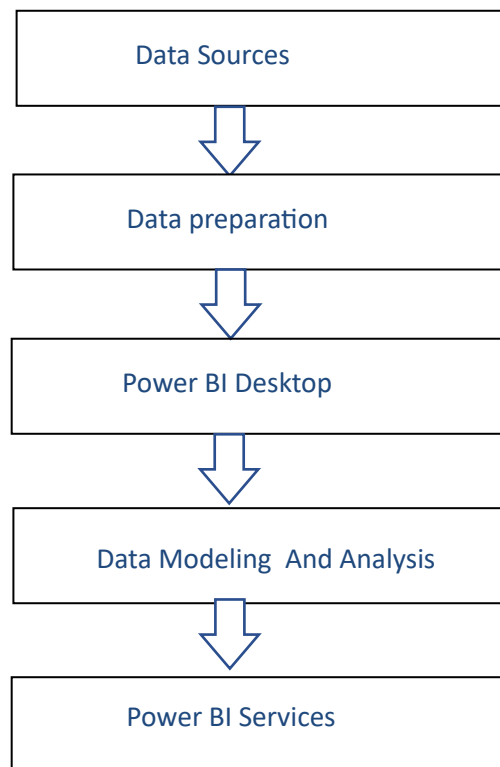 Data Sources
Data preparation
Power BI Desktop
Data Modeling  And Analysis
Power BI Services